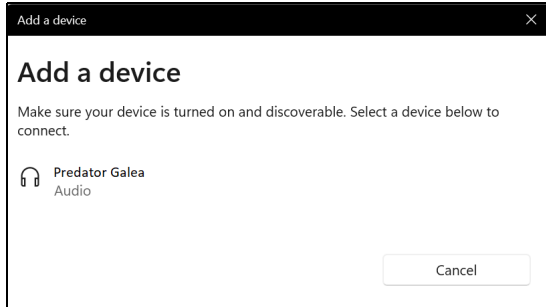 Add a device
Add a device
Make sure your device is turned on and discoverable. Select a device below to
connect.
Predator Galea
Audio
Cancel